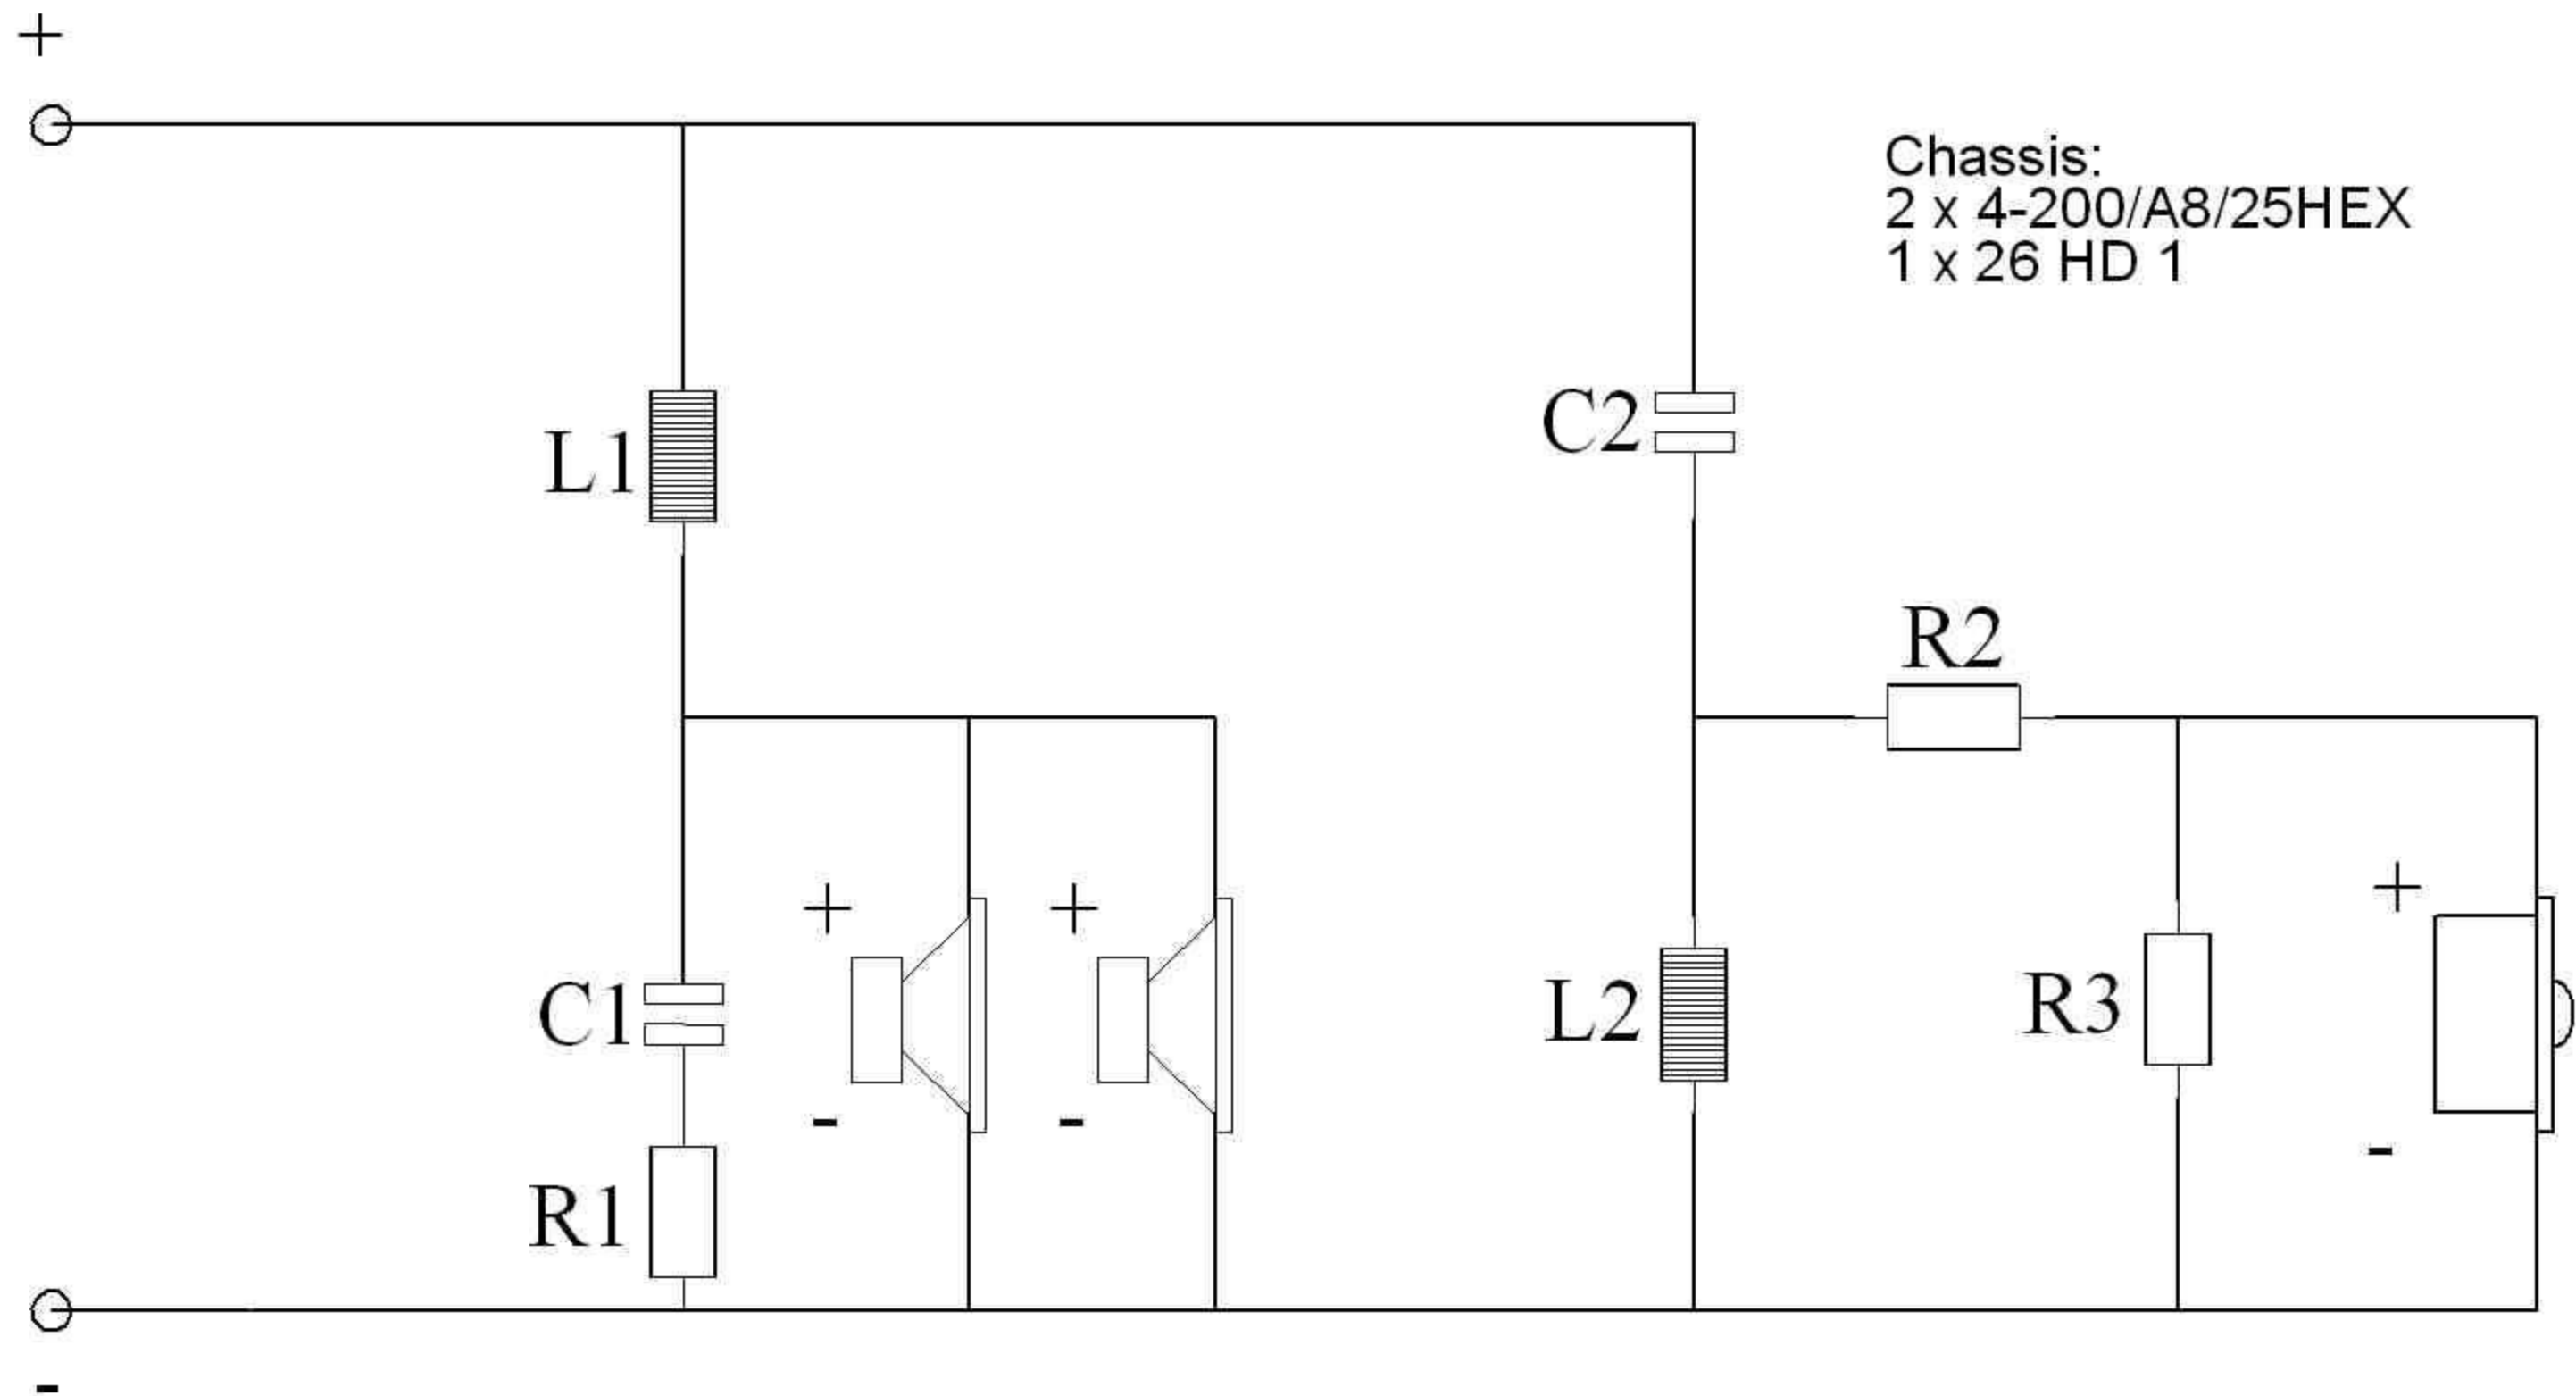 +
Chassis:
2 x 4-200/A8/25HEX
1 x 26 HD 1
L1
C2
R2
+
+
+
C1
L2
R3
-
-
-
R1
-